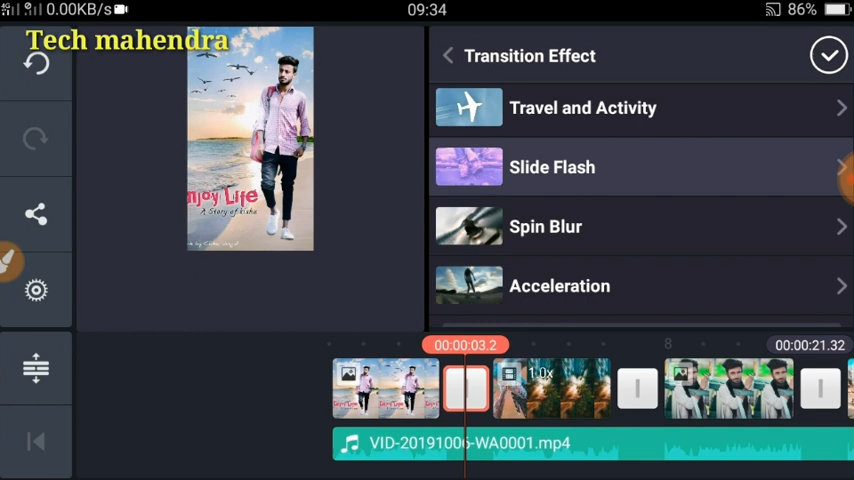 0.00KB/s
09:34
86%
Tech mahendra
Transition Effect
Travel and Activity
Slide Flash
Spin Blur
Acceleration
njoy Life
A Story of
00:00:03.2
8
00:00:21.32
1.0x
VID-20191006-WA0001.mp4